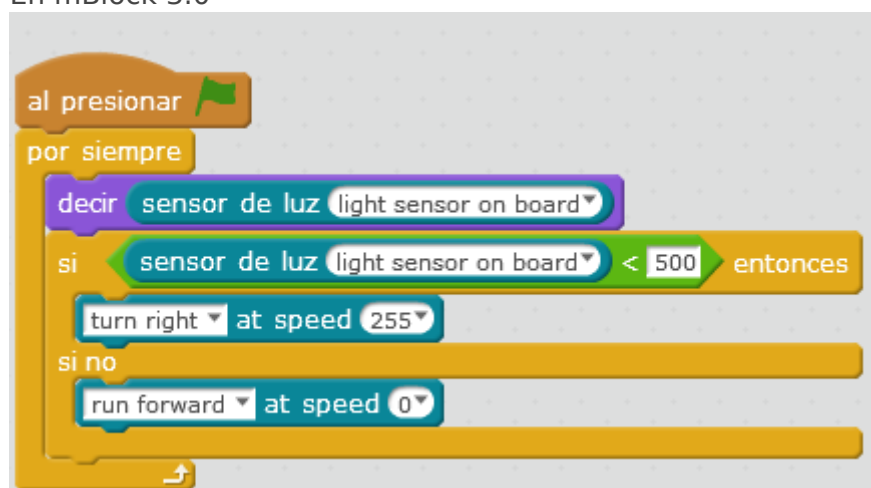 En mBlock 3.0
al presionar
por siempre
decir sensor de luz light sensor on board
si sensor de luz light sensor on board < 500 entonces
turn right at speed 255
si no
run forward at speed 0